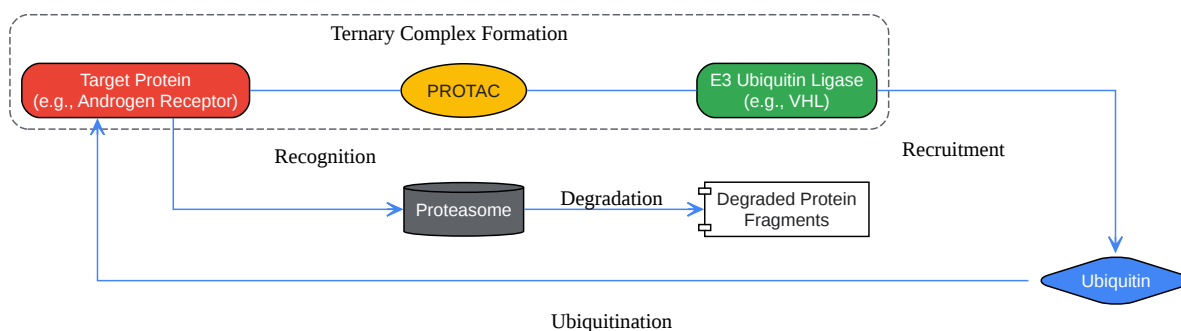 Ternary Complex Formation
Target Protein
(e.g., Androgen Receptor)
PROTAC
E3 Ubiquitin Ligase
(e.g., VHL)
Recognition
Recruitment
Proteasome
Degradation
Degraded Protein
Fragments
Ubiquitin
Ubiquitination